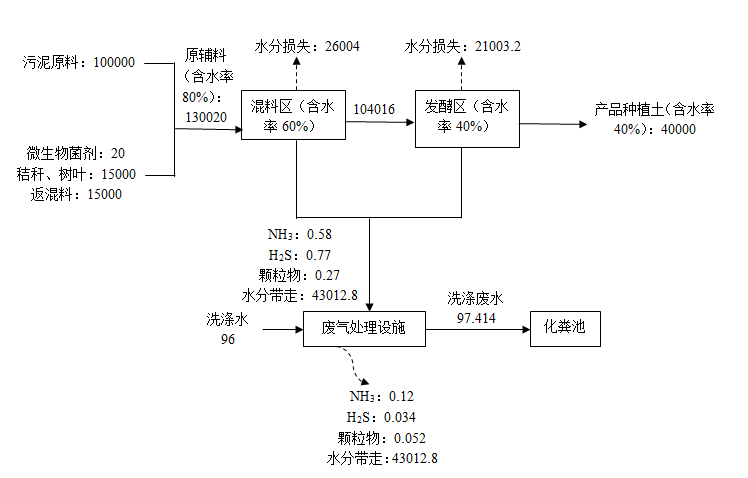 水分损失：26004
水分损失：21003.2
污泥原料：100000
原辅料
（含水率
80%）：
130020
混料区（含水
率 60%）
104016
发酵区（含水
率 40%）
产品种植土（含水率
40%）：40000
微生物菌剂：20
秸秆、树叶：15000
返混料：15000
NH₃：0.58
H₂S：0.77
颗粒物：0.27
水分带走：43012.8
洗涤水
96
废气处理设施
洗涤废水
97.414
化粪池
NH₃：0.12
H₂S：0.034
颗粒物：0.052
水分带走：43012.8